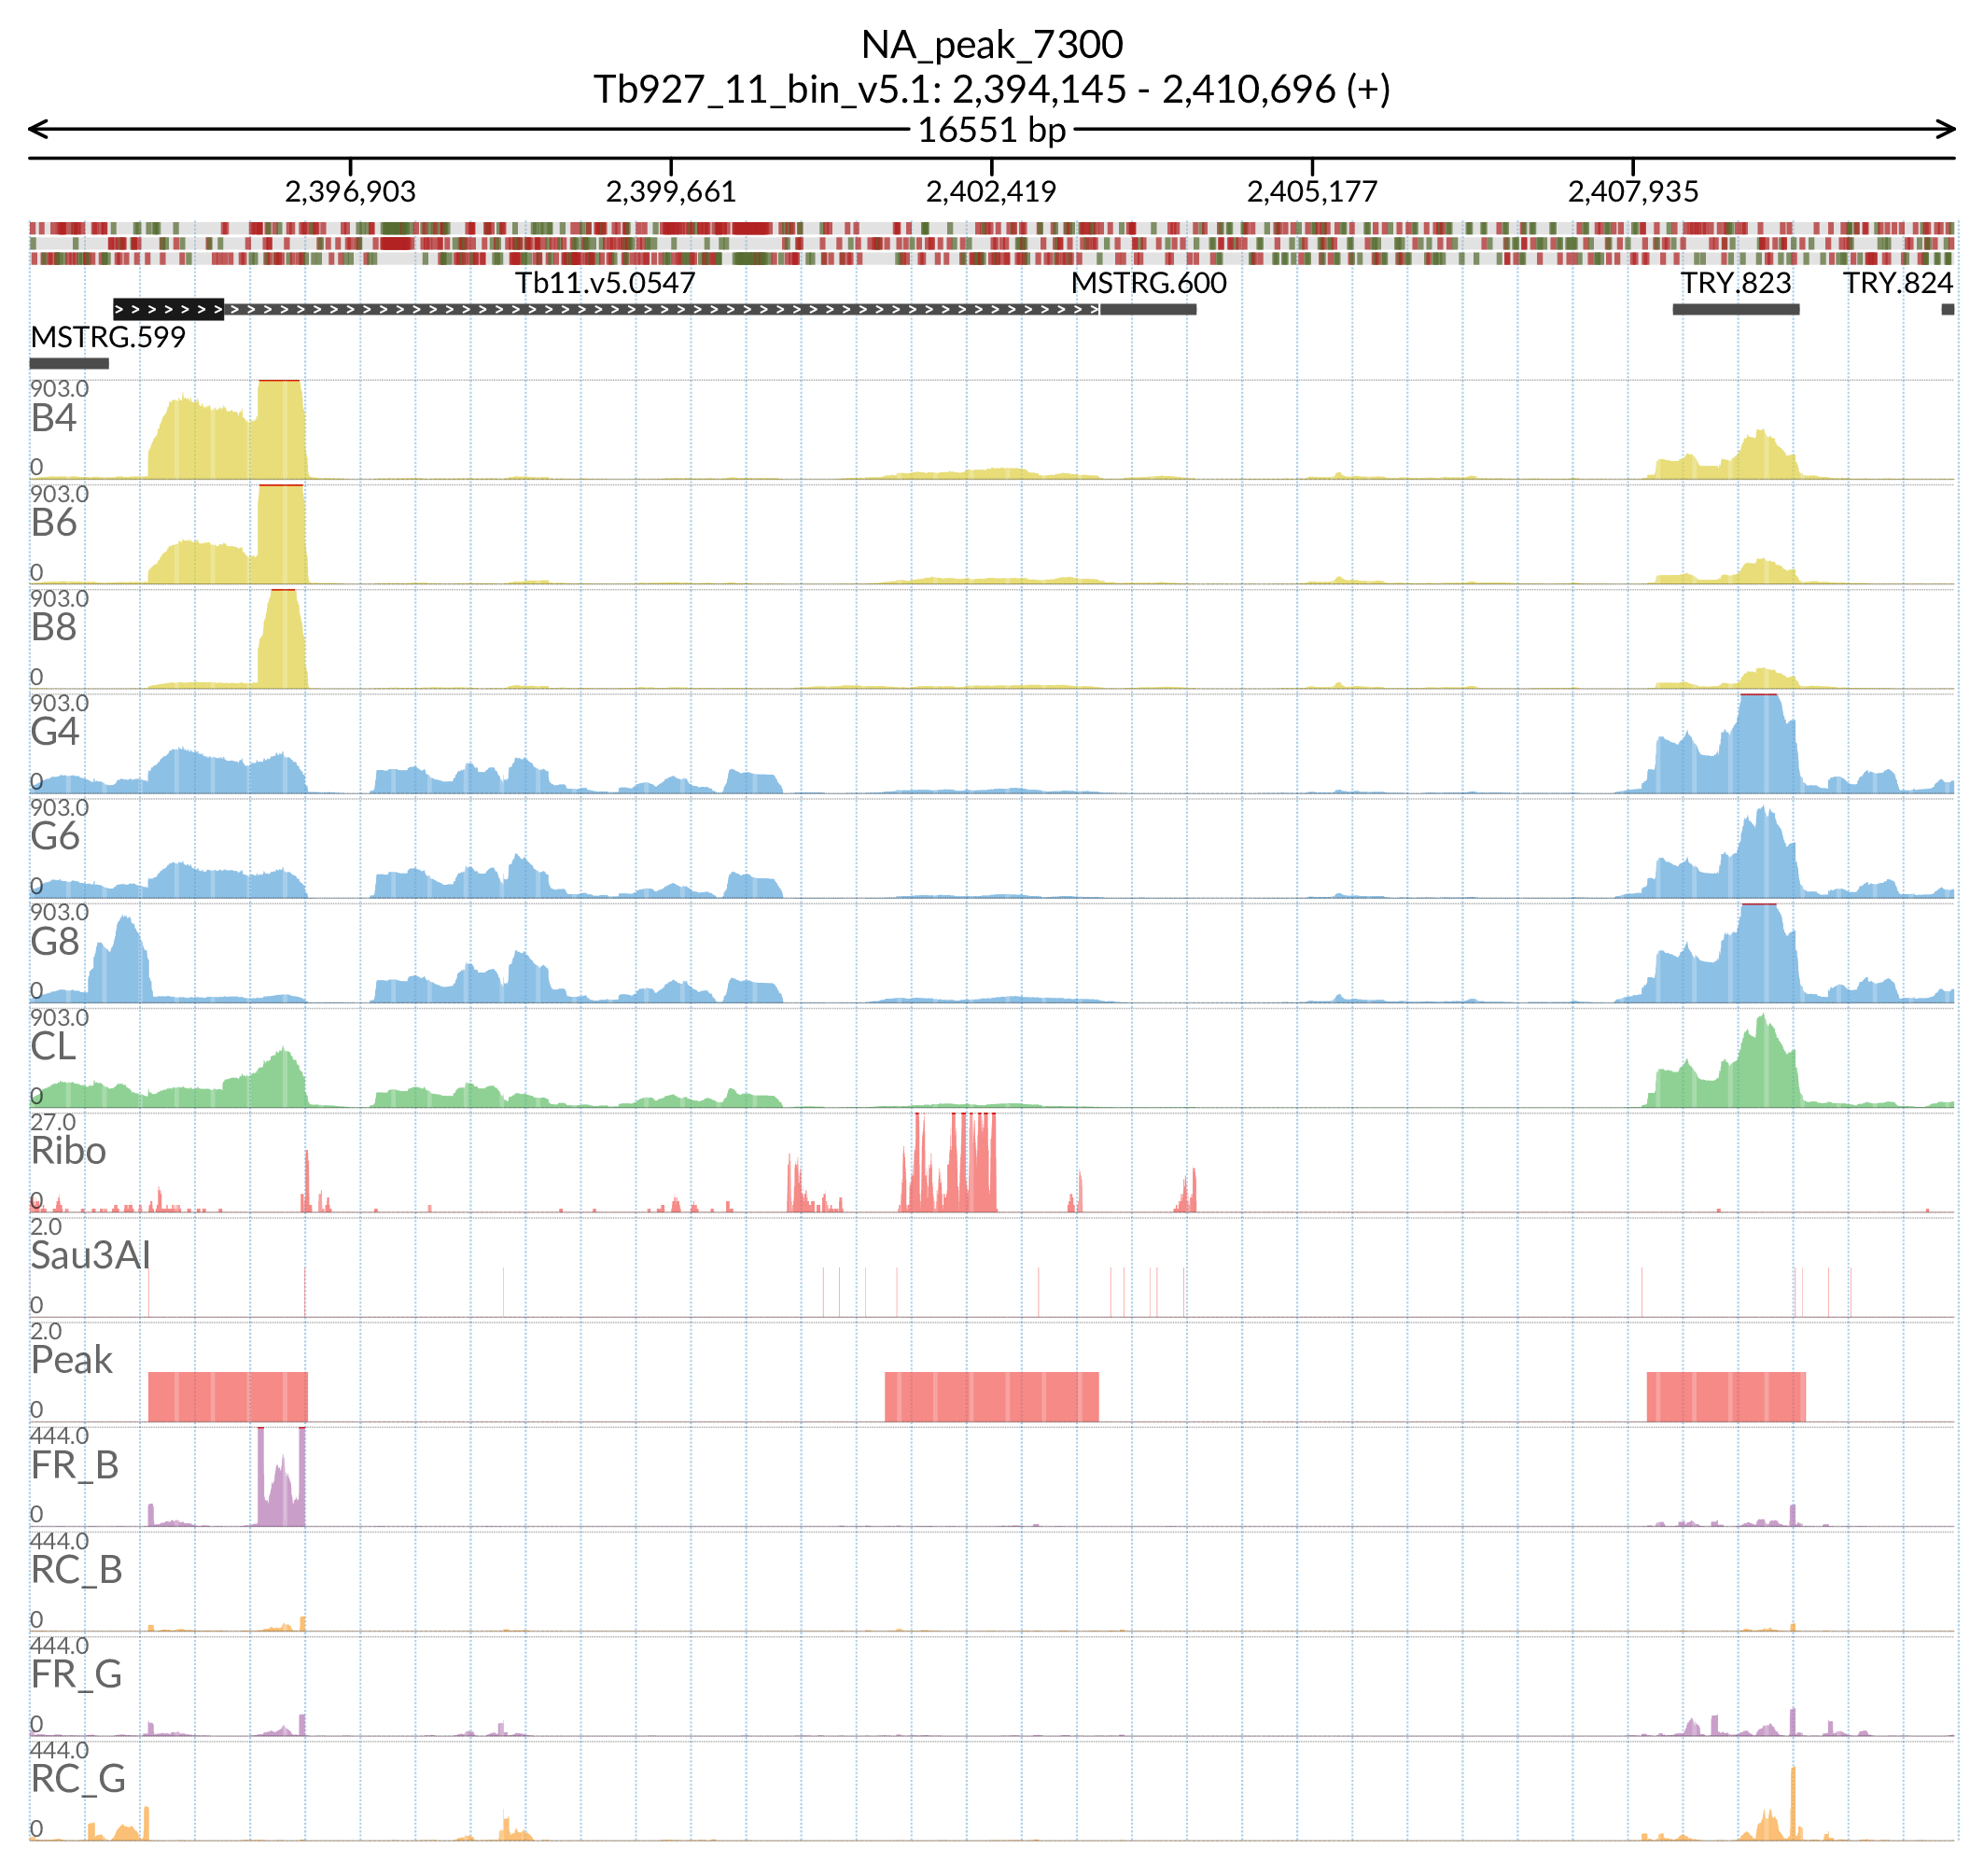 NA_peak_7300
Tb927_11_bin_v5.1: 2,394,145 - 2,410,696 (+)
16551 bp
2,396,903 2,399,661 2,402,419 2,405,177 2,407,935
Tb11.v5.0547 MSTRG.600 TRY.823 TRY.824
MSTRG.599
903.0
B4
0
903.0
B6
0
903.0
B8
0
903.0
G4
0
903.0
G6
0
903.0
G8
0
903.0
CL
0
27.0
Ribo
0
2.0
Sau3AI
0
2.0
Peak
0
444.0
FR_B
0
444.0
RC_B
0
444.0
FR_G
0
444.0
RC_G
0